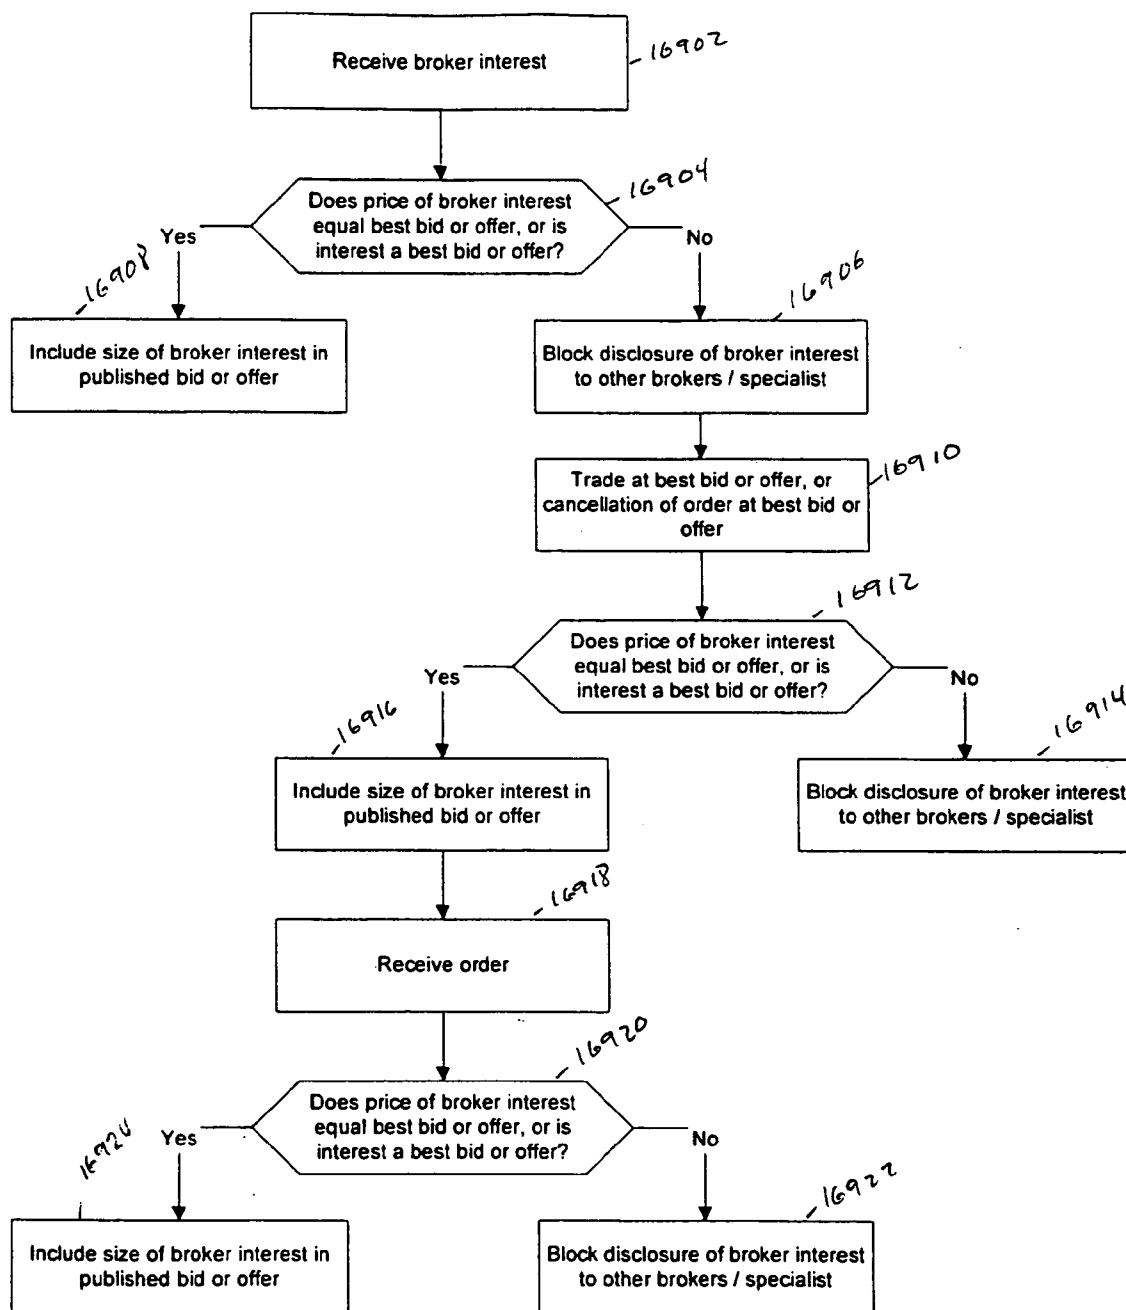 Receive broker interest
16902
Does price of broker interest
equal best bid or offer, or is
interest a best bid or offer?
16904
Yes
No
16908
16906
Include size of broker interest in
published bid or offer
Block disclosure of broker interest
to other brokers / specialist
Trade at best bid or offer, or
cancellation of order at best bid or
offer
16910
16912
Does price of broker interest
equal best bid or offer, or is
interest a best bid or offer?
Yes
No
16916
16914
Include size of broker interest in
published bid or offer
Block disclosure of broker interest
to other brokers / specialist
16918
Receive order
16920
Does price of broker interest
equal best bid or offer, or is
interest a best bid or offer?
Yes
No
16922
Include size of broker interest in
published bid or offer
Block disclosure of broker interest
to other brokers / specialist